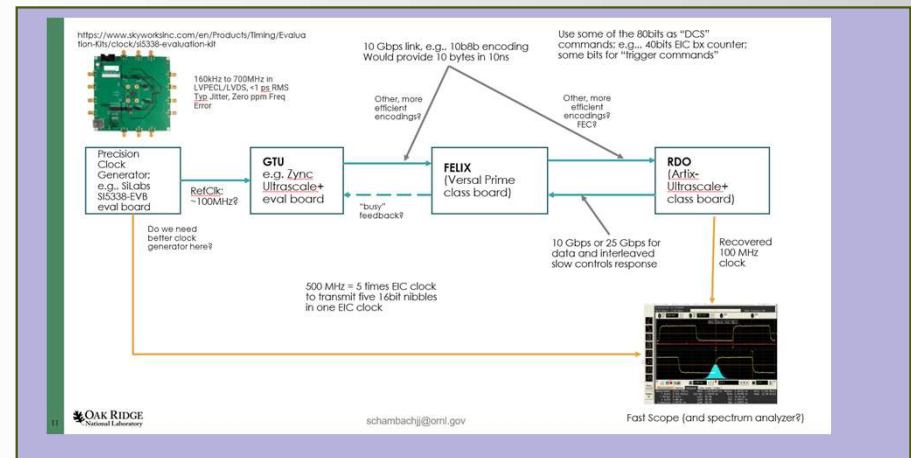 https://www.skyworksinc.com/en/Products/Timing/Evalua
tion-Kits/clock/si5338-evaluation-kit
160kHz to 700MHz in
LVPECL/LVDS, <1 ps RMS
Typ Jitter, Zero ppm Freq
Error
10 Gbps link, e.g., 10b8b encoding
Would provide 10 bytes in 10ns
Use some of the 80bits as "DCS"
commands; e.g., 40bits EIC bx counter;
some bits for "trigger commands"
Other, more
efficient
encodings?
Other, more
efficient
encodings?
FEC?
Precision
Clock
Generator;
e.g., SiLabs
SI5338-EVB
eval board
RefClk:
~100MHz?
GTU
e.g. Zync
Ultrascale+
eval board
"busy"
feedback?
FELIX
(Versal Prime
class board)
RDO
(Artix-
Ultrascale+
class board)
Do we need
better clock
generator here?
10 Gbps or 25 Gbps for
data and interleaved
slow controls response
Recovered
100 MHz
clock
500 MHz = 5 times EIC clock
to transmit five 16bit nibbles
in one EIC clock
Fast Scope (and spectrum analyzer?)
11
OAK RIDGE
National Laboratory
schambachjj@ornl.gov